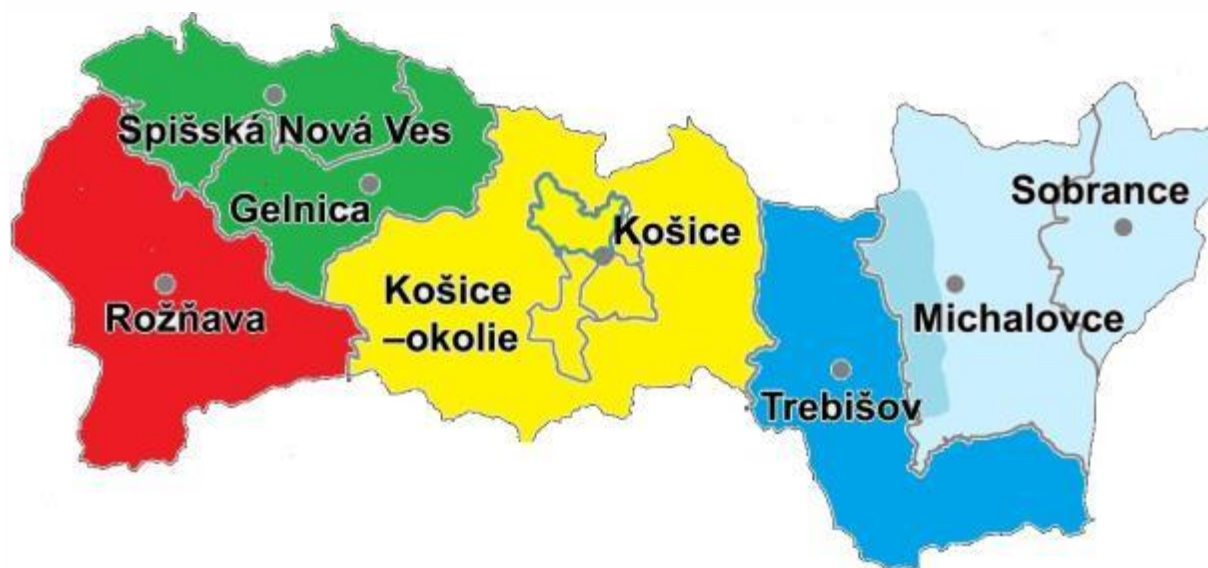 Spišská Nová Ves
Gelnica
Rožňava
Košice
Košice
–okolie
Trebišov
Michalovce
Sobrance